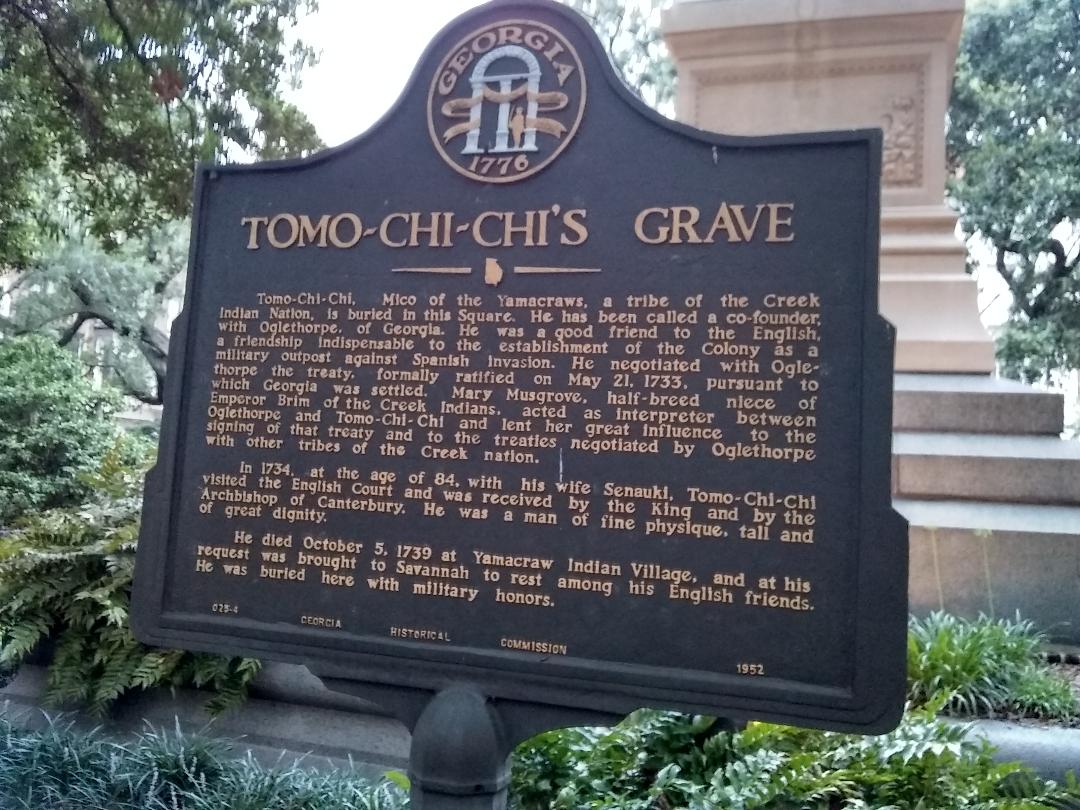 GEORGIA
1776
TOMO-CHI-CHI'S GRAVE
Tomo-Chi-Chi, Mico of the Yamacraws, a tribe of the Creek
Indian Nation, is buried in this Square. He has been called a co-founder,
with Oglethorpe, of Georgia. He was a good friend to the English,
a friendship indispensable to the establishment of the Colony as a
military outpost against Spanish invasion. He negotiated with Ogle-
thorpe the treaty, formally ratified on May 21, 1733, pursuant to
which Georgia was settled. Mary Musgrove, half-breed niece of
Emperor Brim of the Creek Indians, acted as interpreter between
Oglethorpe and Tomo-Chi-Chi and lent her great influence to the
signing of that treaty and to the treaties negotiated by Oglethorpe
with other tribes of the Creek nation.
In 1734, at the age of 84, with his wife Senauki, Tomo-Chi-Chi
visited the English Court and was received by the King and by the
Archbishop of Canterbury. He was a man of fine physique, tall and
of great dignity.
He died October 5, 1739 at Yamacraw Indian Village, and at his
request was brought to Savannah to rest among his English friends.
He was buried here with military honors.
025-4 GEORGIA HISTORICAL COMMISSION 1952